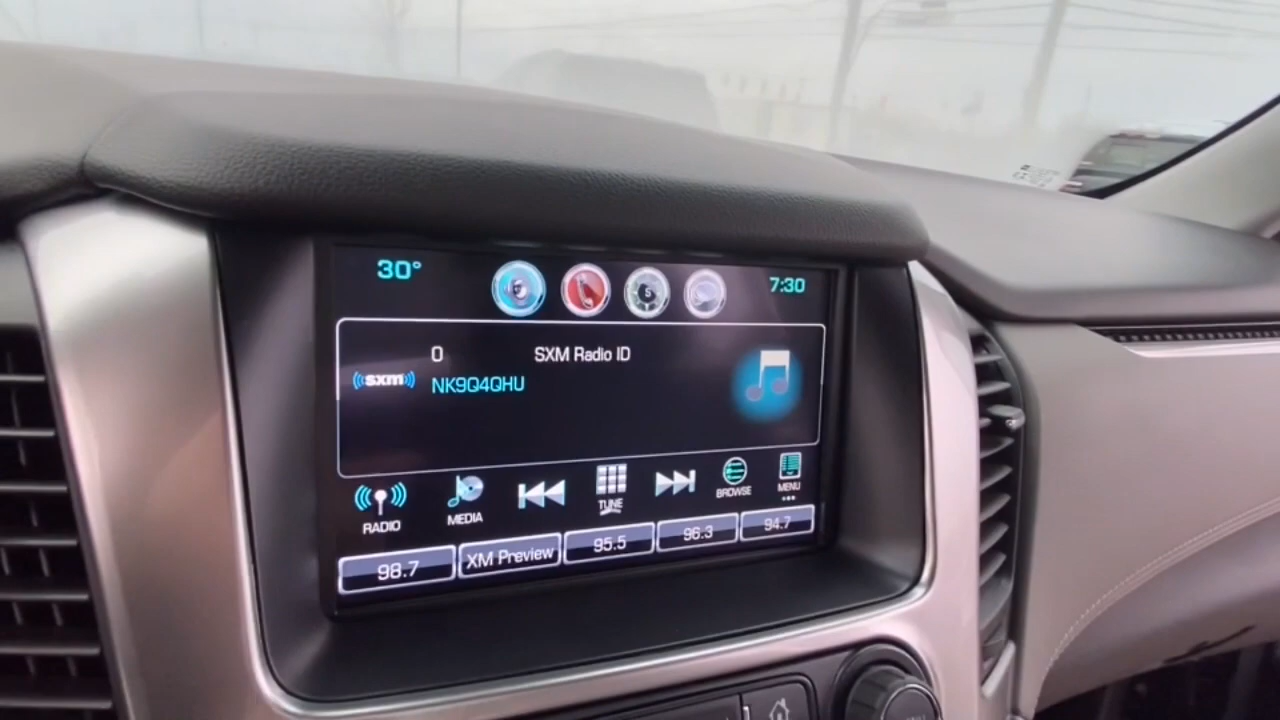 30°
S
7:30
0
SXM Radio ID
((sxm))
NK9Q4QHU
RADIO
MEDIA
TUNE
BROWSE
MENU
98.7
XM Preview
95.5
96.3
94.7